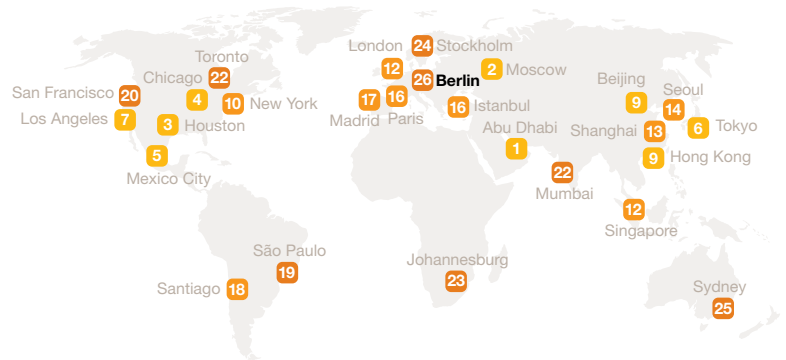 London
24 Stockholm
Toronto
12
2 Moscow
Chicago 22
26 Berlin
Beijing
San Francisco 20
4
10 New York
17
16
16 Istanbul
9
Seoul
14
Los Angeles 7
3 Houston
Madrid
Paris
Abu Dhabi
Shanghai 13
6 Tokyo
5
1
9 Hong Kong
Mexico City
22
Mumbai
12
Singapore
São Paulo
19
Johannesburg
23
Santiago 18
Sydney
25